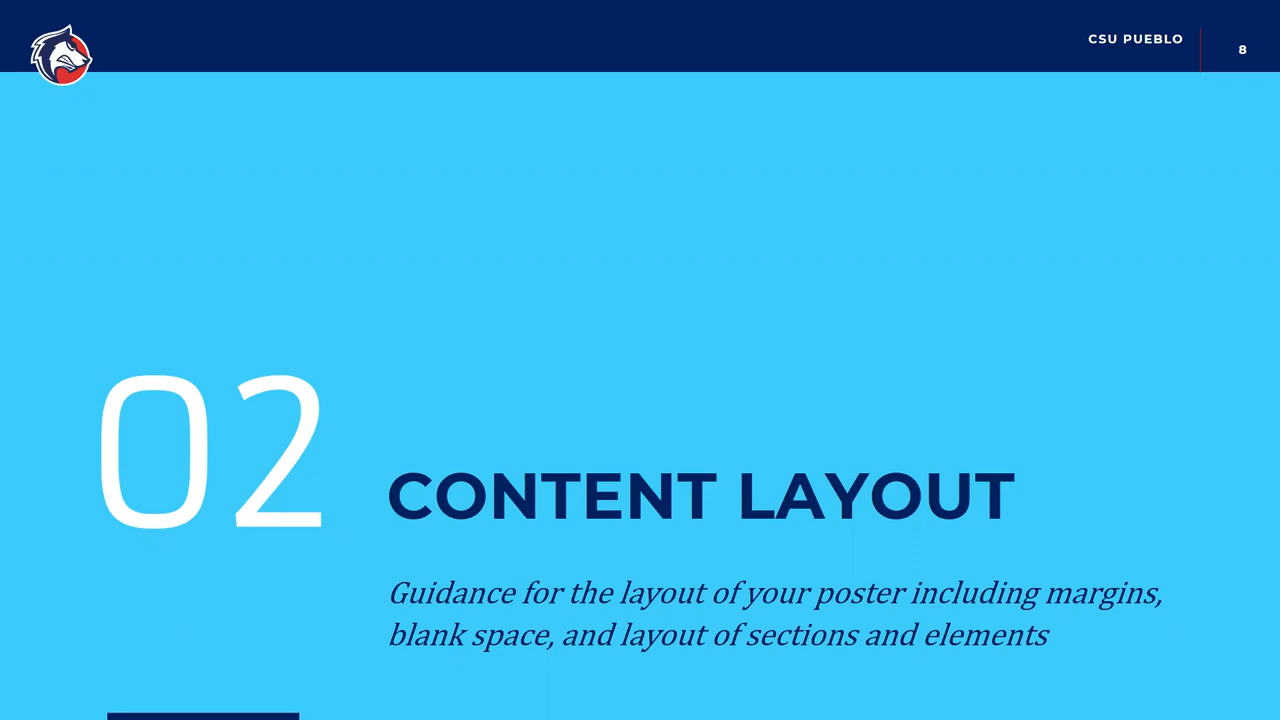 CSU PUEBLO
8
02
CONTENT LAYOUT
Guidance for the layout of your poster including margins,
blank space, and layout of sections and elements